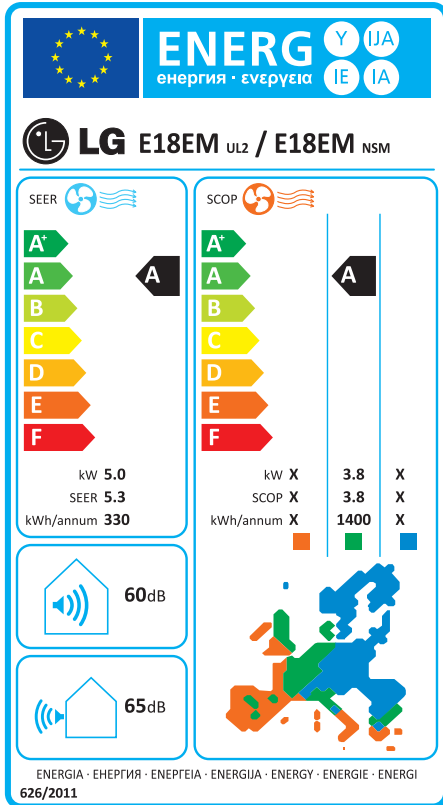 ENERG
енергия · ενεργεια
Y IJA
IE IA
LG E18EM UL2 / E18EM NSM
SEER
A+
A
B
C
D
E
F
A
kW 5.0
SEER 5.3
kWh/annum 330
SCOP
A+
A
B
C
D
E
F
A
kW X 3.8 X
SCOP X 3.8 X
kWh/annum X 1400 X
60dB
65dB
ENERGIA · ЕНЕРГИЯ · ΕΝΕΡΓΕΙΑ · ENERGIJA · ENERGY · ENERGIE · ENERGI
626/2011